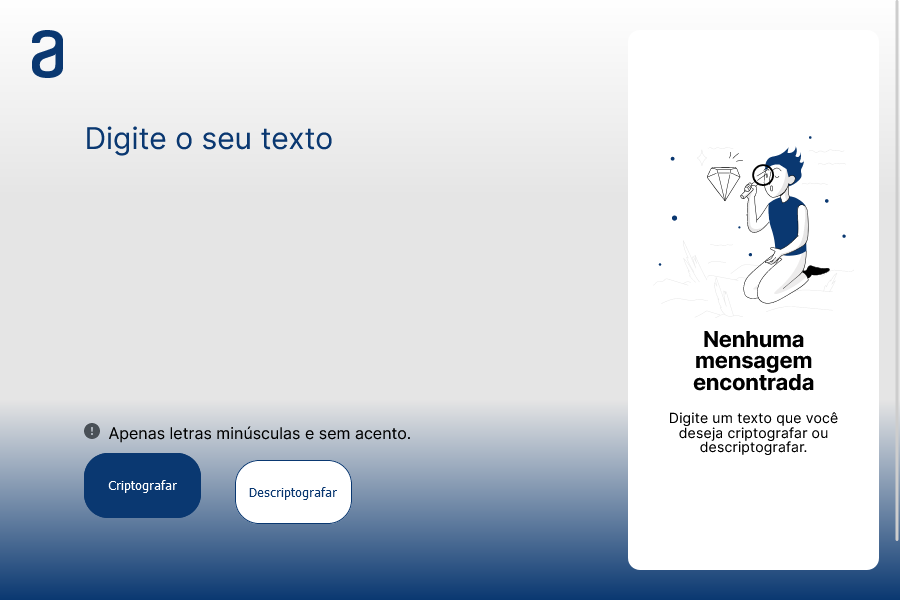 a
Digite o seu texto
Apenas letras minúsculas e sem acento.
Criptografar
Descriptografar
Nenhuma
mensagem
encontrada
Digite um texto que você
deseja criptografar ou
descriptografar.